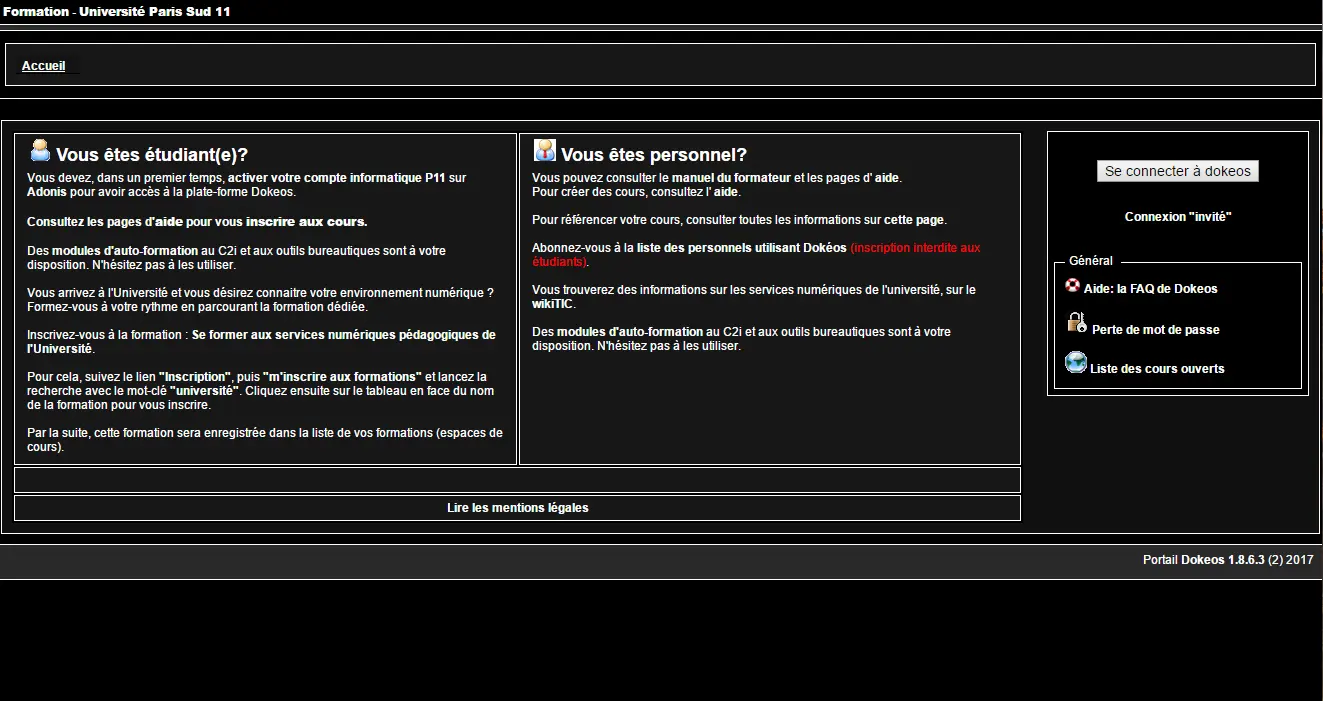 Formation - Université Paris Sud 11
Accueil
Vous êtes étudiant(e)?
Vous devez, dans un premier temps, activer votre compte informatique P11 sur
Adonis pour avoir accès à la plate-forme Dokeos.
Consultez les pages d'aide pour vous inscrire aux cours.
Des modules d'auto-formation au C2i et aux outils bureautiques sont à votre
disposition. N'hésitez pas à les utiliser.
Vous arrivez à l'Université et vous désirez connaitre votre environnement numérique ?
Formez-vous à votre rythme en parcourant la formation dédiée.
Inscrivez-vous à la formation : Se former aux services numériques pédagogiques de
l'Université.
Pour cela, suivez le lien "Inscription", puis "m'inscrire aux formations" et lancez la
recherche avec le mot-clé "université". Cliquez ensuite sur le tableau en face du nom
de la formation pour vous inscrire.
Par la suite, cette formation sera enregistrée dans la liste de vos formations (espaces de
cours).
Vous êtes personnel?
Vous pouvez consulter le manuel du formateur et les pages d' aide.
Pour créer des cours, consultez l' aide.
Pour référencer votre cours, consulter toutes les informations sur cette page.
Abonnez-vous à la liste des personnels utilisant Dokéos (inscription interdite aux
étudiants).
Vous trouverez des informations sur les services numériques de l'université, sur le
wikiTIC.
Des modules d'auto-formation au C2i et aux outils bureautiques sont à votre
disposition. N'hésitez pas à les utiliser.
Lire les mentions légales
Se connecter à dokeos
Connexion "invité"
Général
Aide: la FAQ de Dokeos
Perte de mot de passe
Liste des cours ouverts
Portail Dokeos 1.8.6.3 (2) 2017